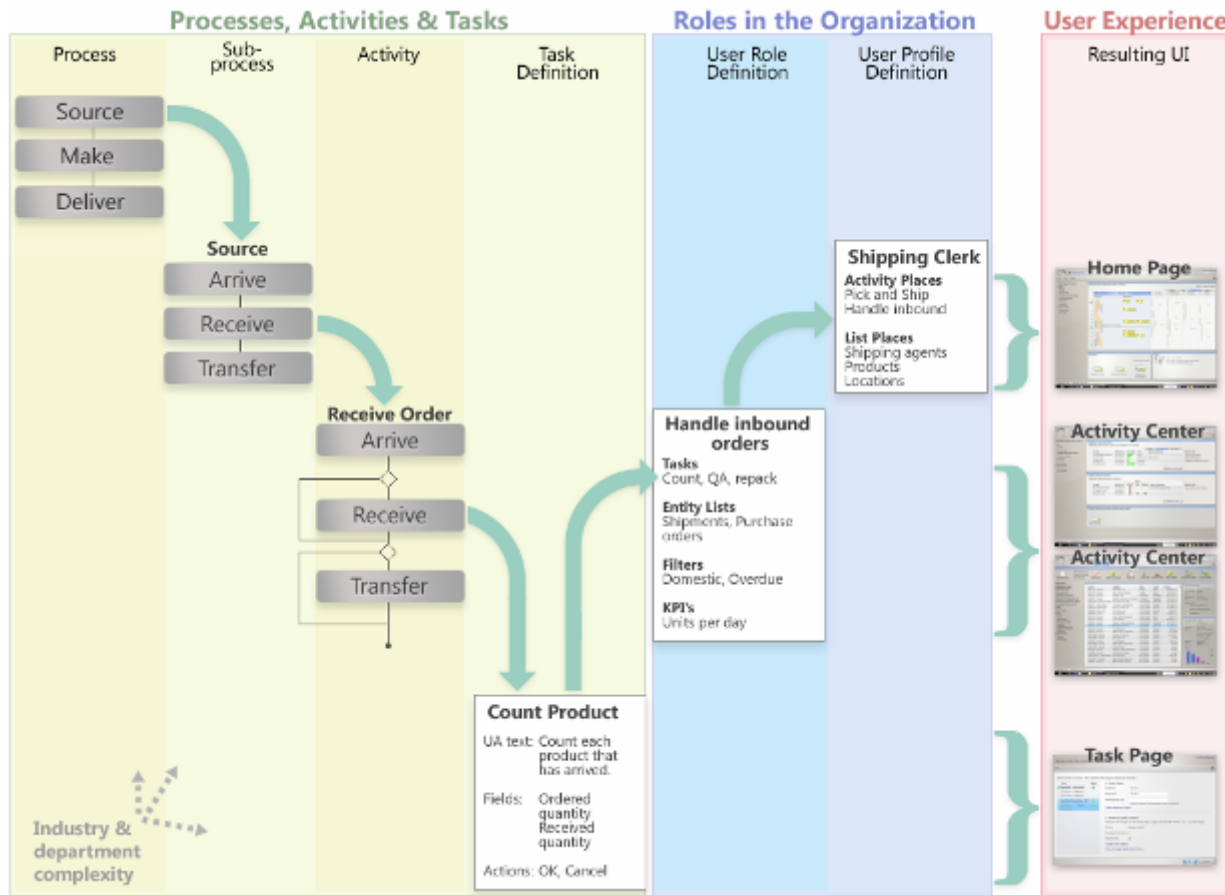 Processes, Activities & Tasks
Roles in the Organization
User Experience
Process
Sub-
process
Activity
Task
Definition
User Role
Definition
User Profile
Definition
Resulting UI
Source
Make
Deliver
Source
Arrive
Receive
Transfer
Receive Order
Arrive
Receive
Transfer
Count Product
UA text: Count each
product that
has arrived.
Fields: Ordered
quantity
Received
quantity
Actions: OK, Cancel
Handle inbound
orders
Tasks
Count, QA, repack
Entity Lists
Shipments, Purchase
orders
Filters
Domestic, Overdue
KPI's
Units per day
Shipping Clerk
Activity Places
Pick and Ship
Handle inbound
List Places
Shipping agents
Products
Locations
Home Page
Activity Center
Activity Center
Task Page
Industry &
department
complexity